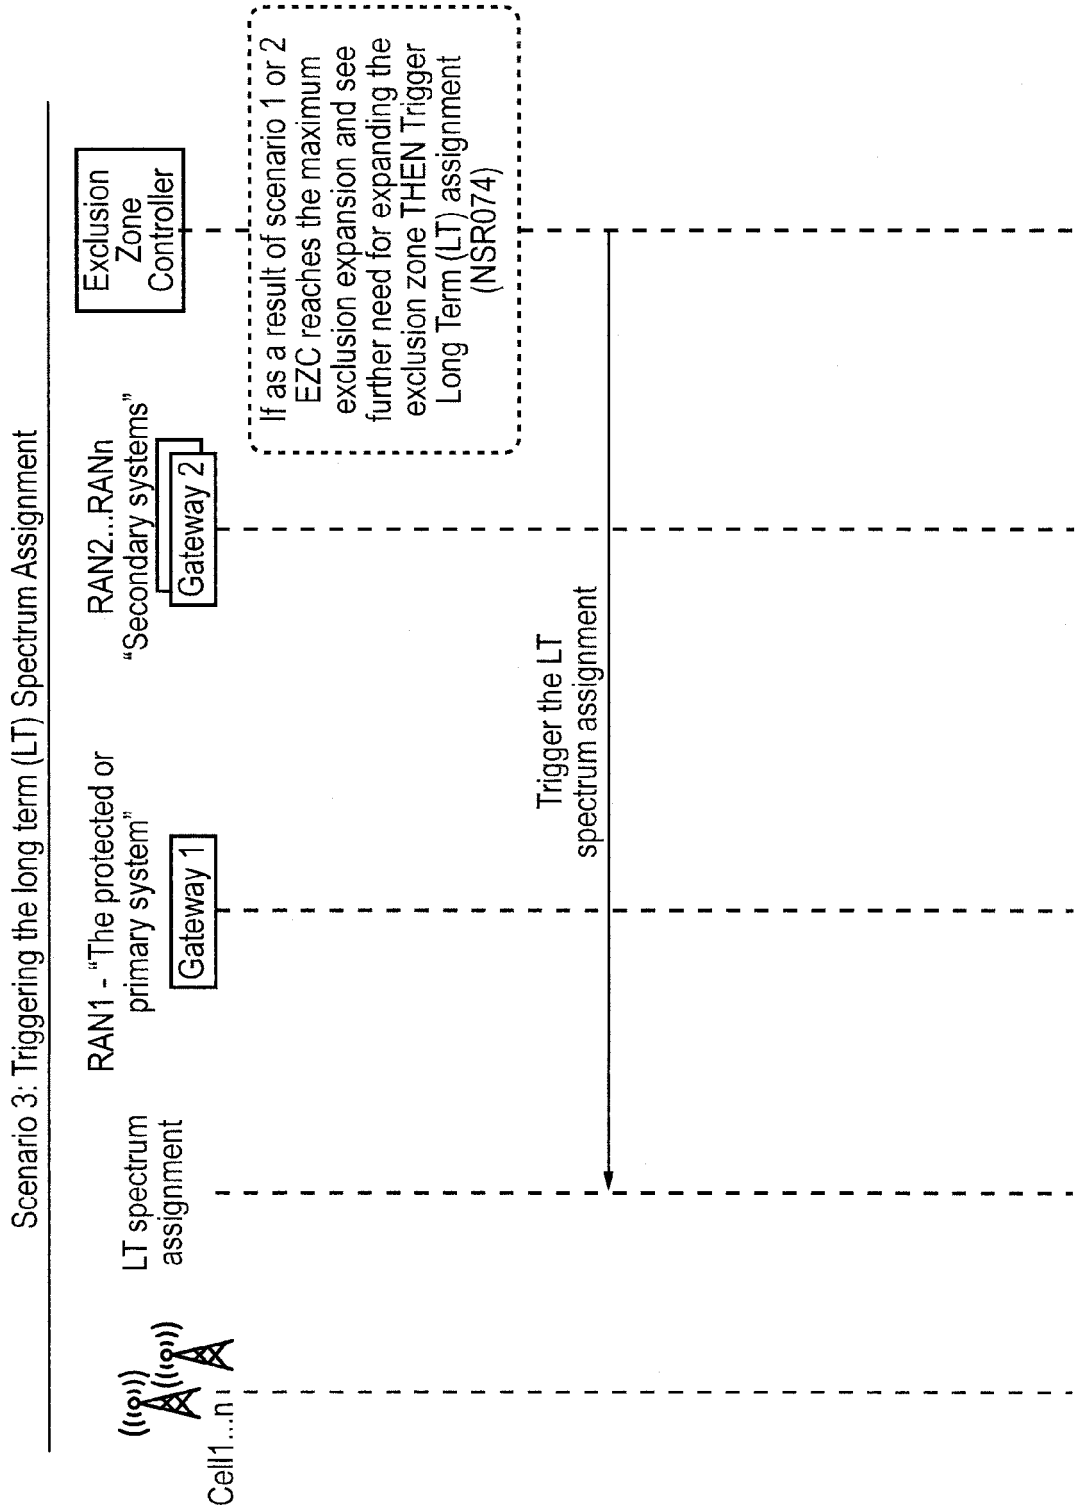 Scenario 3: Triggering the long term (LT) Spectrum Assignment
Cell1...n
LT spectrum
assignment
RAN1 - “The protected or
primary system”
Gateway 1
RAN2...RANn
“Secondary systems”
Gateway 2
Exclusion
Zone
Controller
If as a result of scenario 1 or 2
EZC reaches the maximum
exclusion expansion and see
further need for expanding the
exclusion zone THEN Trigger
Long Term (LT) assignment
(NSR074)
Trigger the LT
spectrum assignment